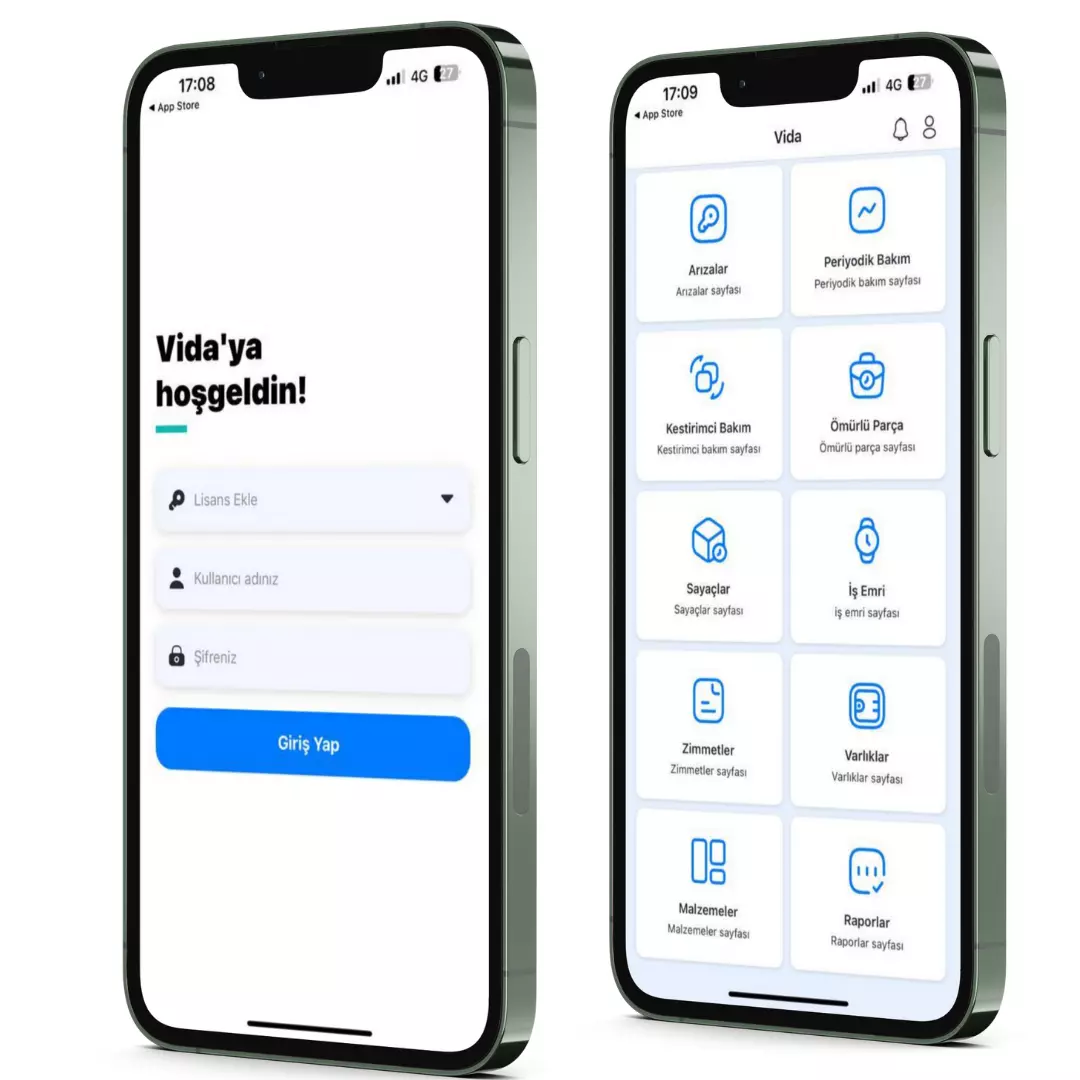 17:08
4G 27
◀ App Store
Vida'ya
hoşgeldin!
Lisans Ekle
Kullanıcı adınız
Şifreniz
Giriş Yap
17:09
4G 27
◀ App Store
Vida
Arızalar
Arızalar sayfası
Periyodik Bakım
Periyodik bakım sayfası
Kestirimci Bakım
Kestirimci bakım sayfası
Ömürlü Parça
Ömürlü parça sayfası
Sayaçlar
Sayaçlar sayfası
İş Emri
iş emri sayfası
Zimmetler
Zimmetler sayfası
Varlıklar
Varlıklar sayfası
Malzemeler
Malzemeler sayfası
Raporlar
Raporlar sayfası